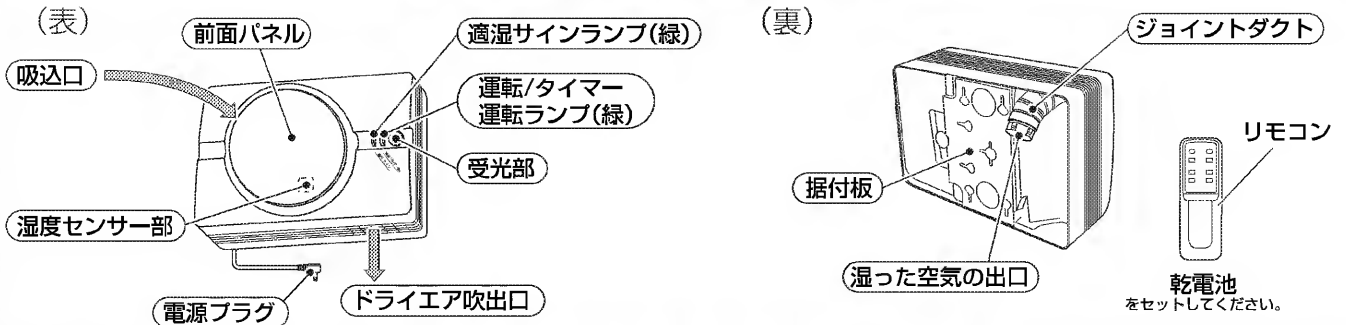 (表)
前面パネル
適湿サインランプ(緑)
吸込口
運転/タイマー
運転ランプ(緑)
受光部
湿度センサー部
電源プラグ
ドライエア吹出口
(裏)
ジョイントダクト
リモコン
据付板
湿った空気の出口
乾電池
をセットしてください。